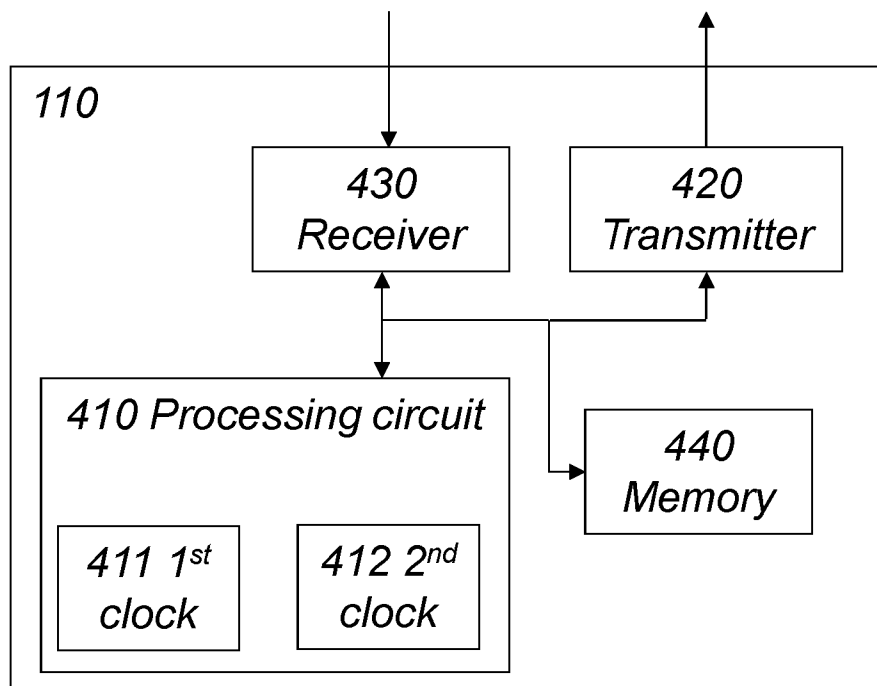 110
430
Receiver
420
Transmitter
410 Processing circuit
440
Memory
411 1st
clock
412 2nd
clock